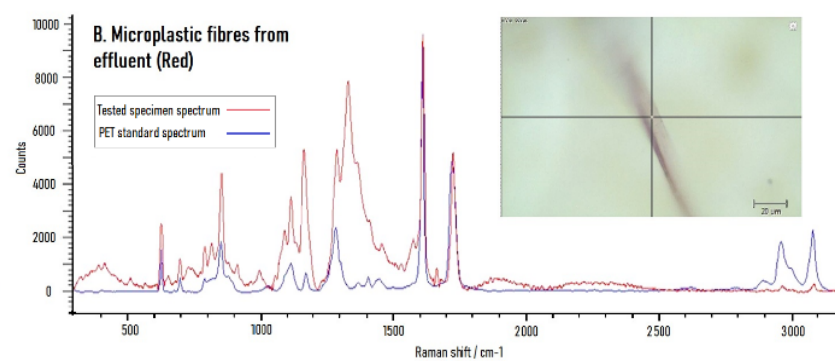 B. Microplastic fibres from
effluent (Red)
Tested specimen spectrum
PET standard spectrum
Counts
10000
8000
6000
4000
2000
0
500
1000
1500
2000
2500
3000
Raman shift / cm-1
20 μm